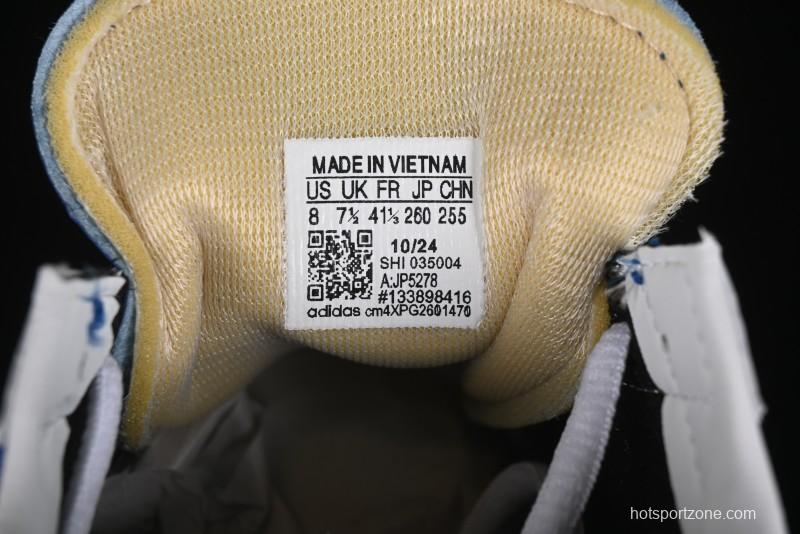 MADE IN VIETNAM
US UK FR JP CHN
8 7½ 41⅓ 260 255
10/24
SHI 035004
A:JP5278
#133898416
adidas cm4XPG2601470
hotsportzone.com